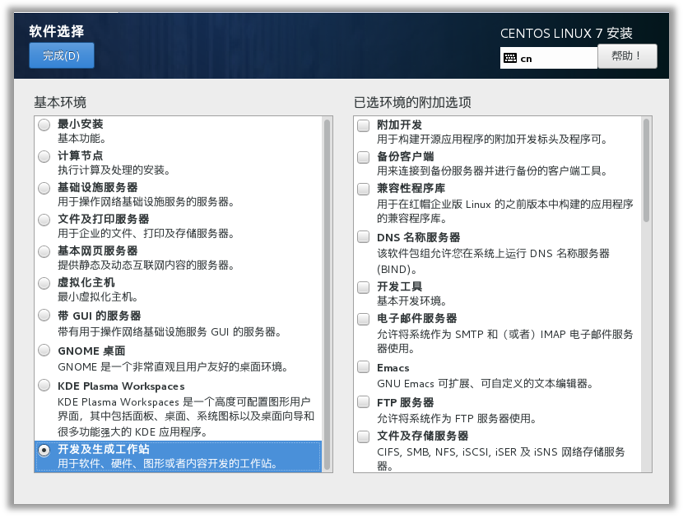 软件选择
完成(D)
CENTOS LINUX 7 安装
cn
帮助！
基本环境
最小安装
基本功能。
计算节点
执行计算及处理的安装。
基础设施服务器
用于操作网络基础设施服务的服务器。
文件及打印服务器
用于企业的文件、打印及存储服务器。
基本网页服务器
提供静态及动态互联网内容的服务器。
虚拟化主机
最小虚拟化主机。
带 GUI 的服务器
带有用于操作网络基础设施服务 GUI 的服务器。
GNOME 桌面
GNOME 是一个非常直观且用户友好的桌面环境。
KDE Plasma Workspaces
KDE Plasma Workspaces 是一个高度可配置图形用户
界面，其中包括面板、桌面、系统图标以及桌面向导和
很多功能强大的 KDE 应用程序。
开发及生成工作站
用于软件、硬件、图形或者内容开发的工作站。
已选环境的附加选项
附加开发
用于构建开源应用程序的附加开发标头及程序可。
备份客户端
用来连接到备份服务器并进行备份的客户端工具。
兼容性程序库
用于在红帽企业版 Linux 的之前版本中构建的应用程序
的兼容程序库。
DNS 名称服务器
该软件包组允许您在系统上运行 DNS 名称服务器
(BIND)。
开发工具
基本开发环境。
电子邮件服务器
允许将系统作为 SMTP 和（或者）IMAP 电子邮件服务
器使用。
Emacs
GNU Emacs 可扩展、可自定义的文本编辑器。
FTP 服务器
允许将系统作为 FTP 服务器使用。
文件及存储服务器
CIFS, SMB, NFS, iSCSI, iSER 及 iSNS 网络存储服务
器。